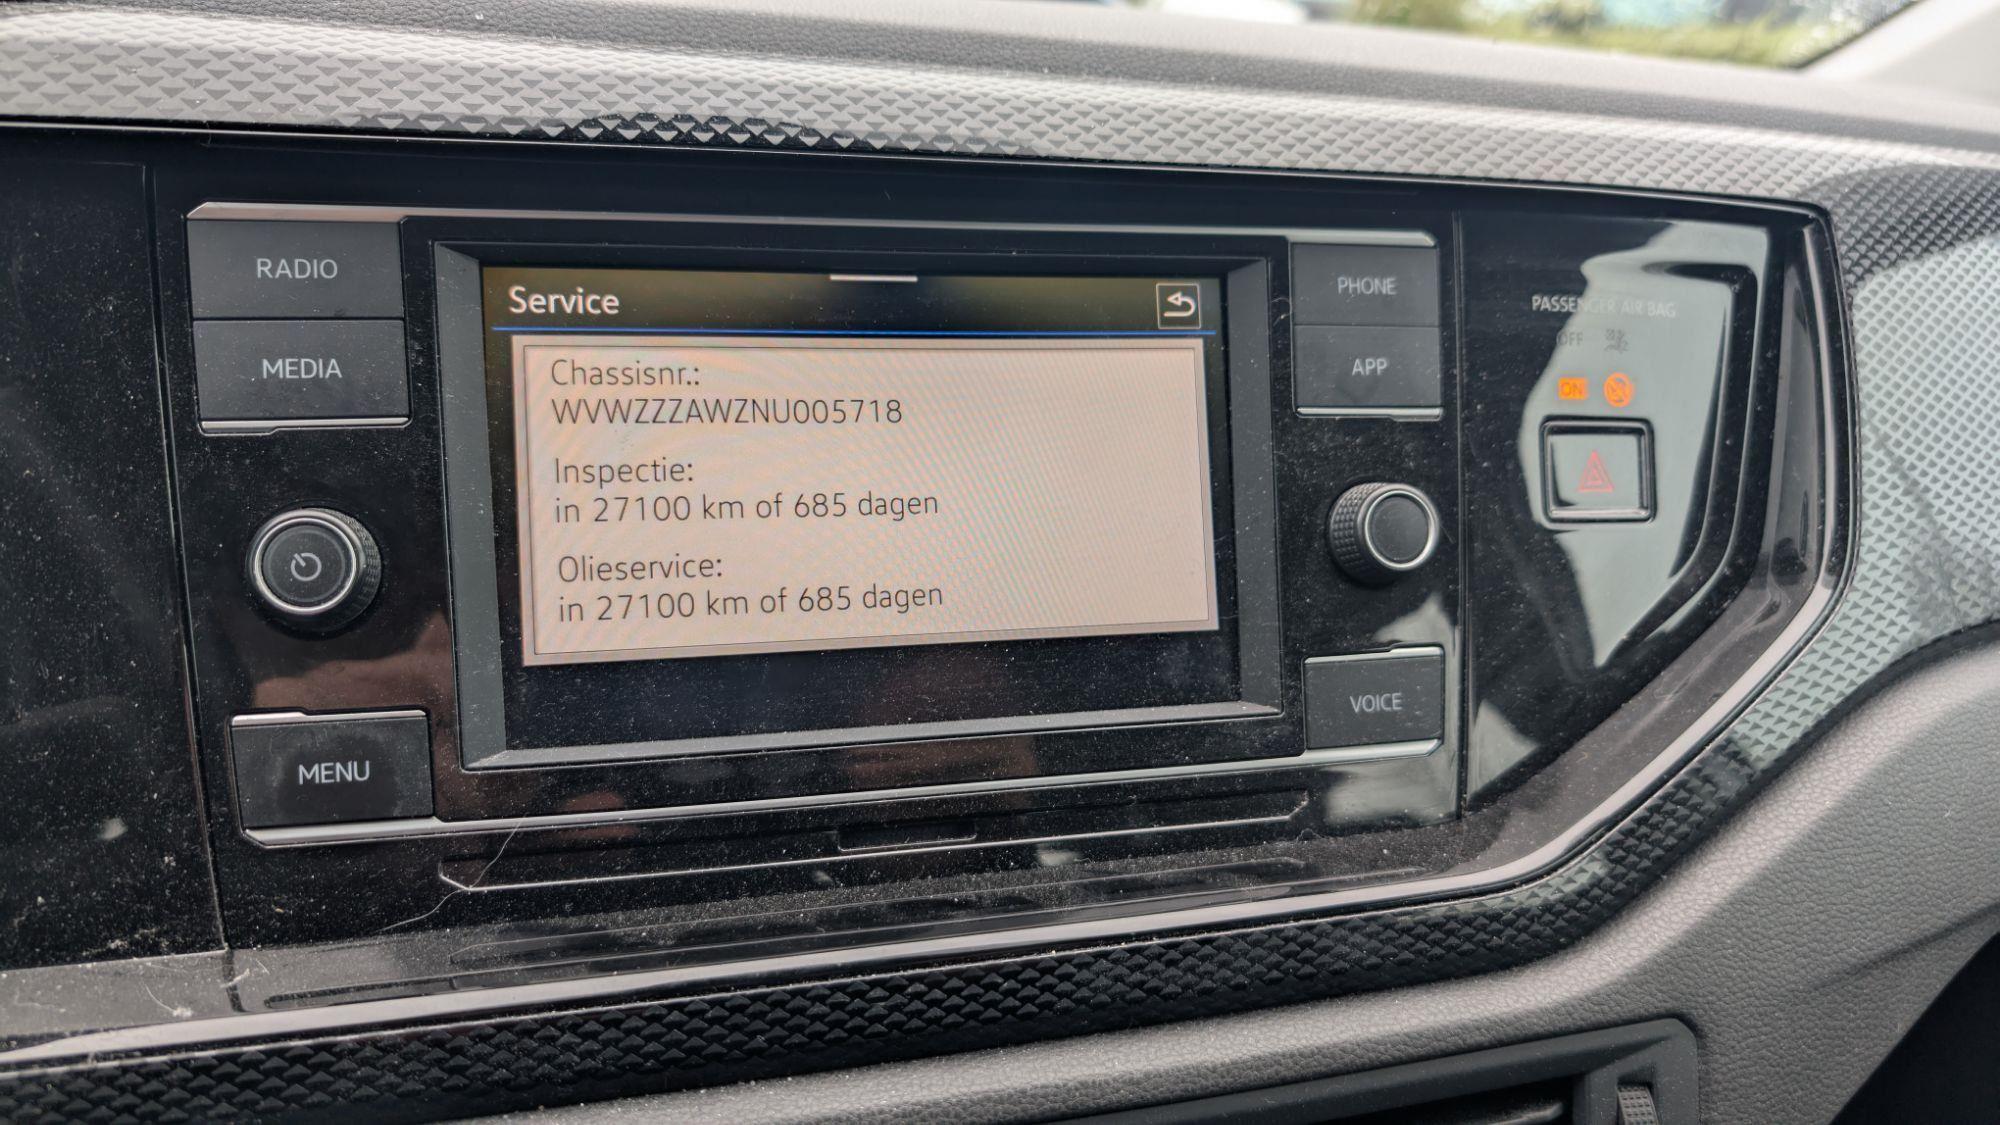 RADIO
MEDIA
MENU
Service
Chassisnr.:
WVWZZZAWZNU005718
Inspectie:
in 27100 km of 685 dagen
Olieservice:
in 27100 km of 685 dagen
PHONE
APP
VOICE
PASSENGER AIR BAG
OFF
ON